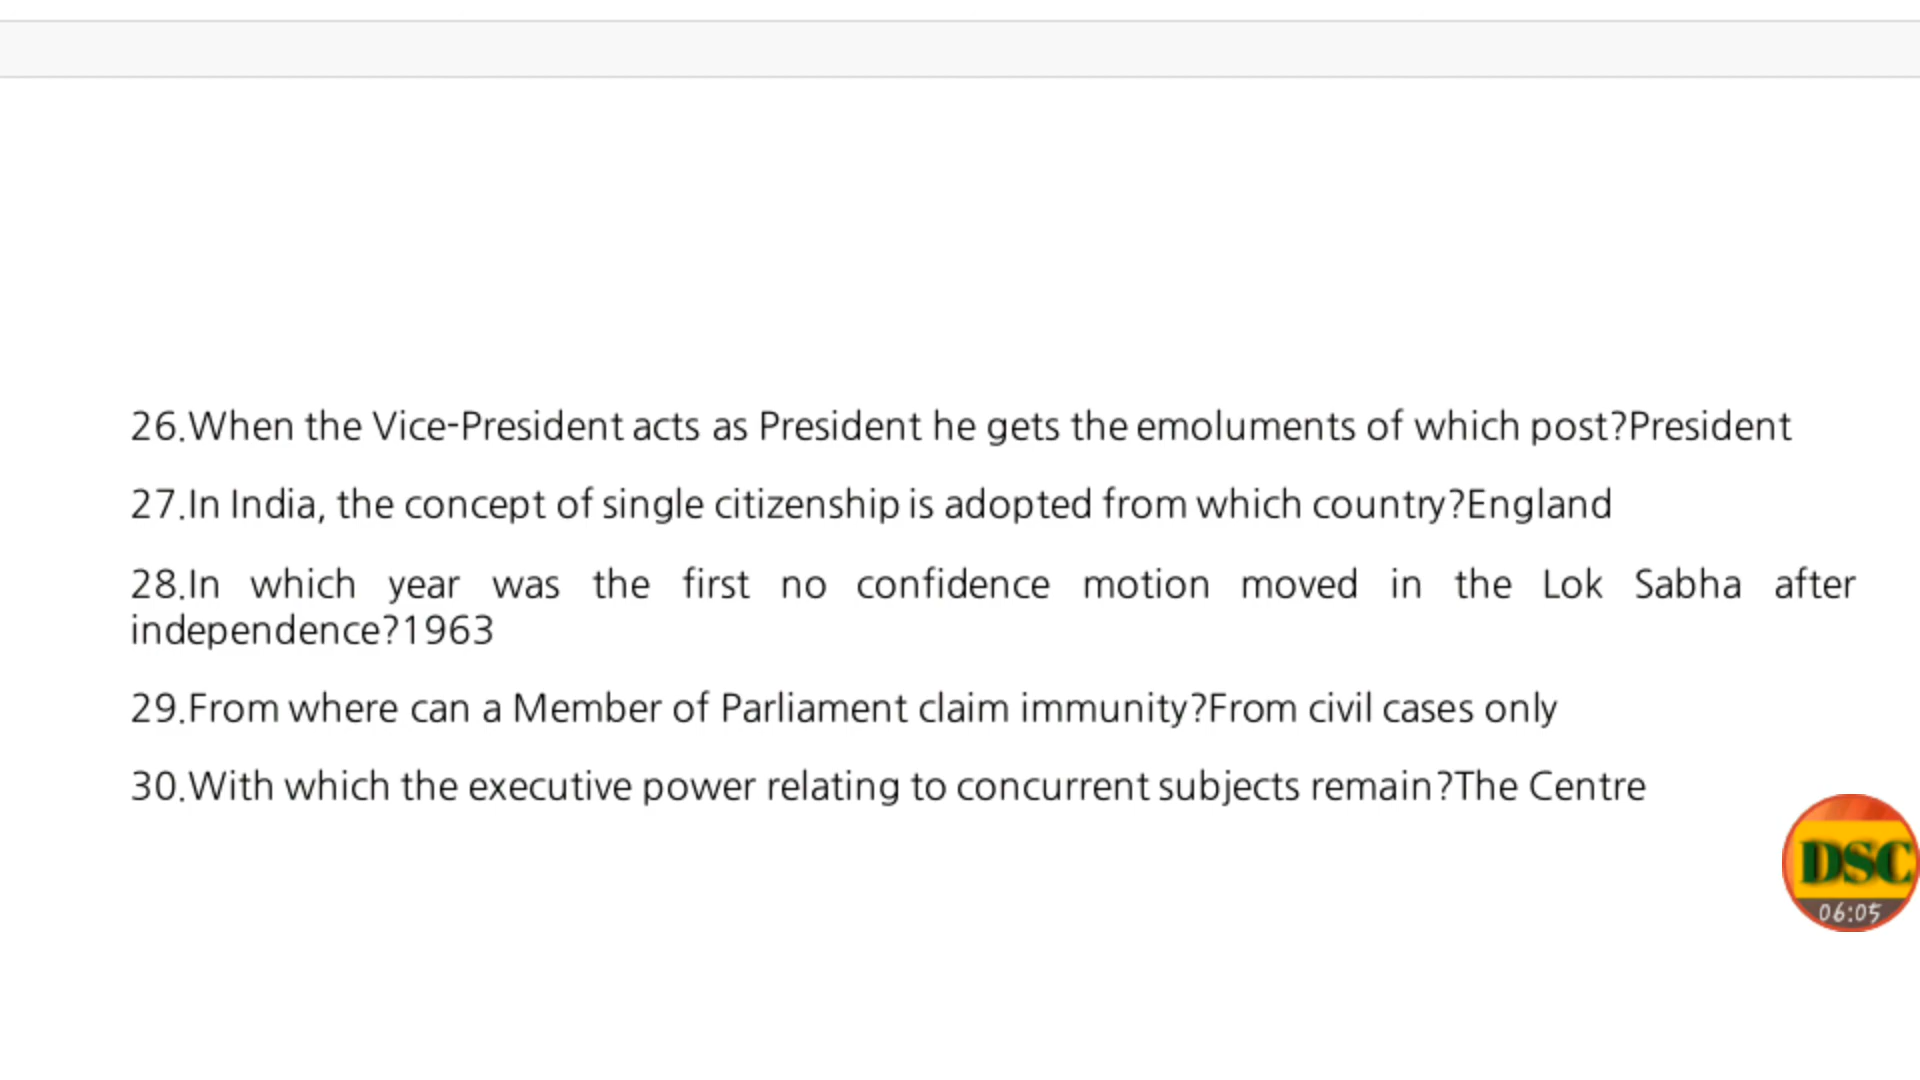 26.When the Vice-President acts as President he gets the emoluments of which post?President
27.In India, the concept of single citizenship is adopted from which country?England
28.In which year was the first no confidence motion moved in the Lok Sabha after
independence?1963
29.From where can a Member of Parliament claim immunity?From civil cases only
30.With which the executive power relating to concurrent subjects remain?The Centre
DSC
06:05